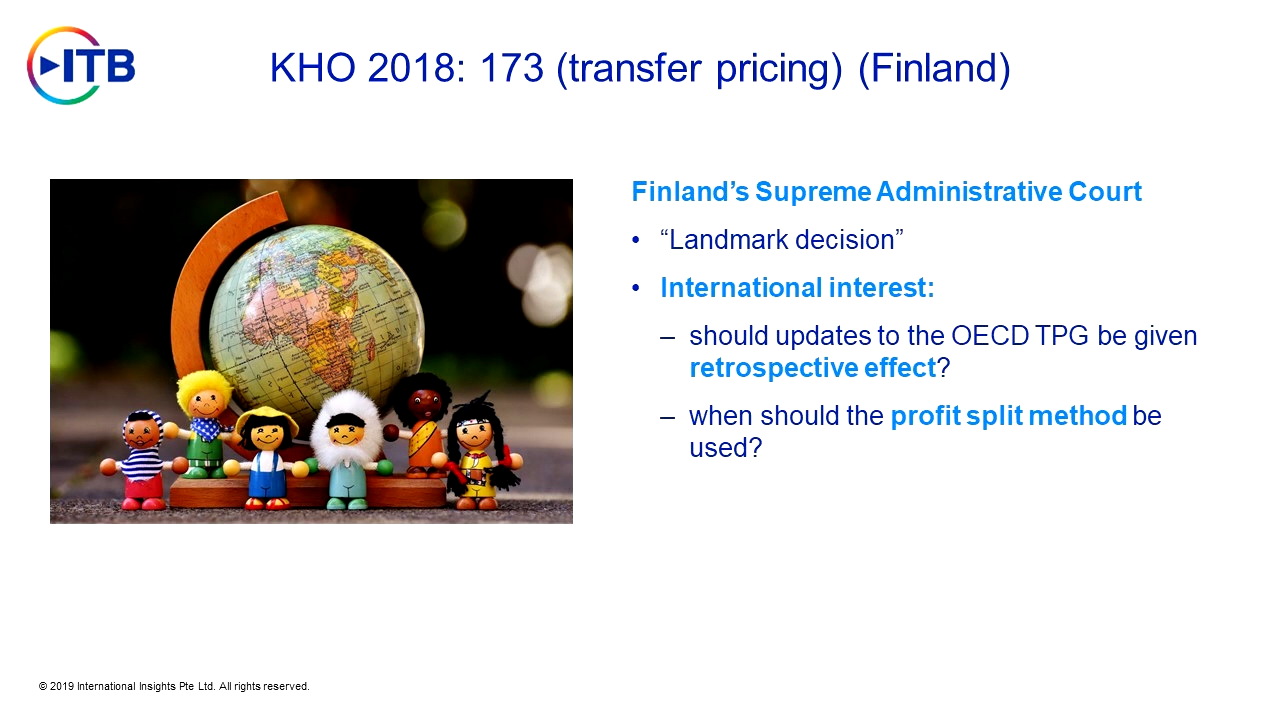 ITB
KHO 2018: 173 (transfer pricing) (Finland)
Finland’s Supreme Administrative Court
• “Landmark decision”
• International interest:
– should updates to the OECD TPG be given
retrospective effect?
– when should the profit split method be
used?
© 2019 International Insights Pte Ltd. All rights reserved.